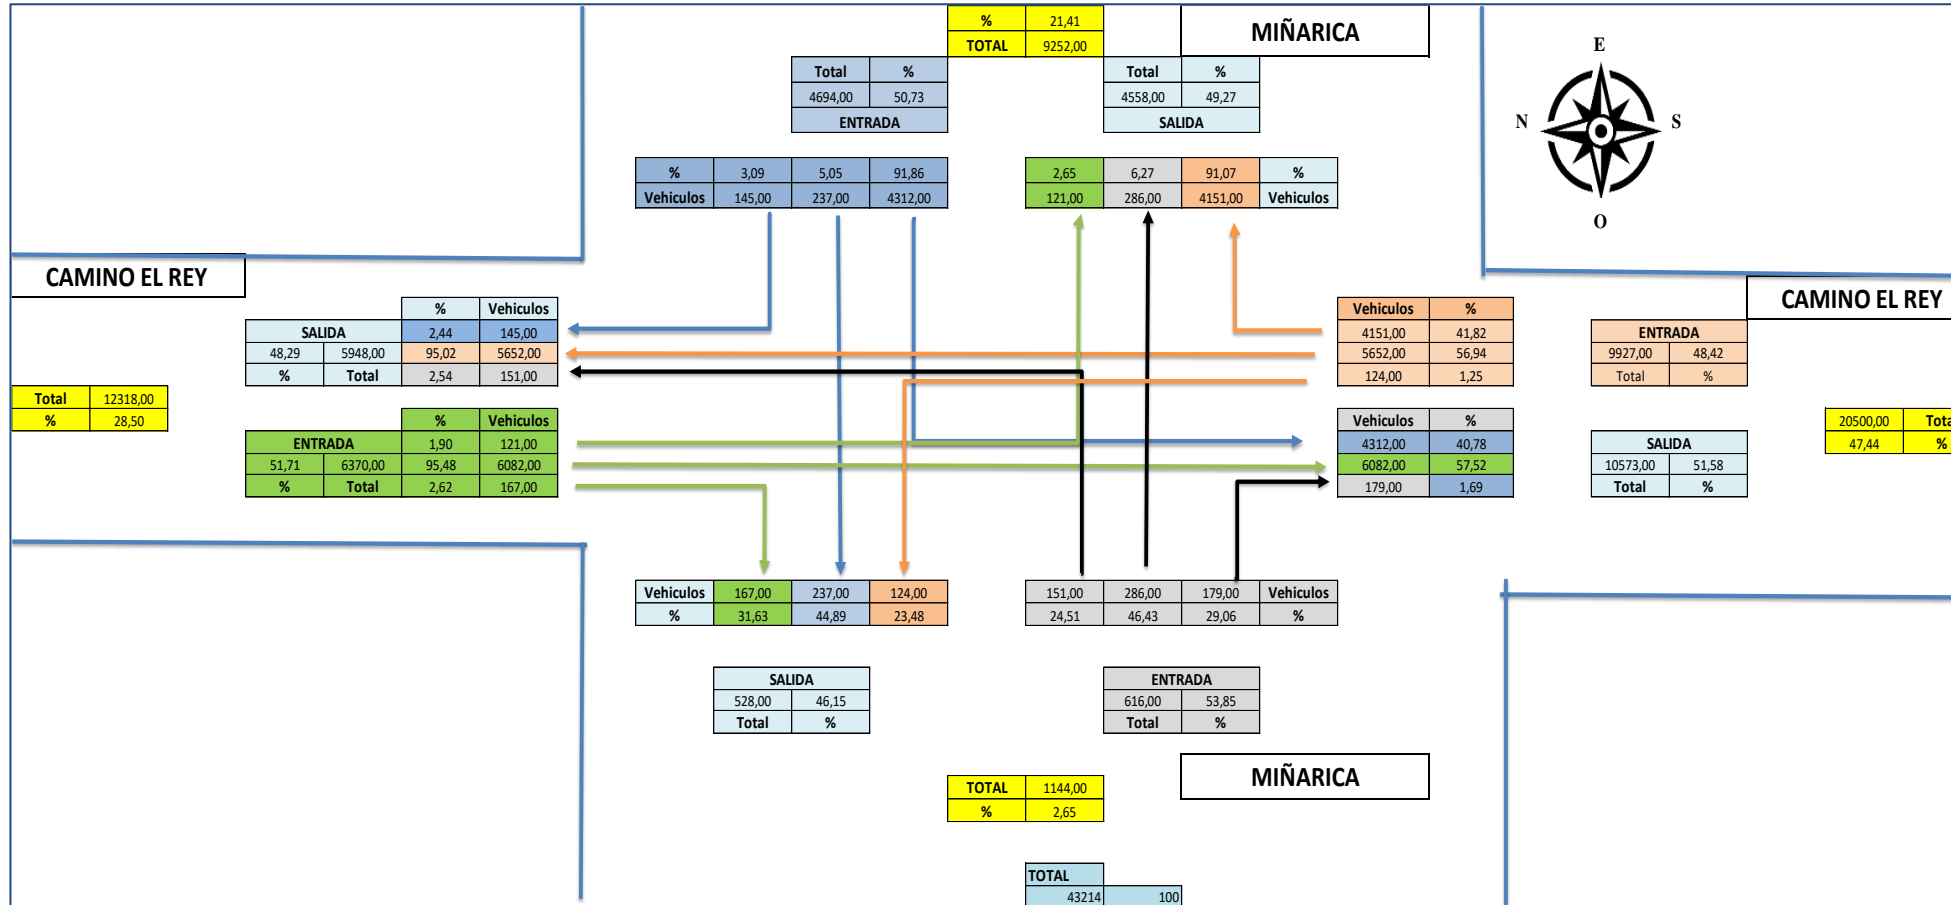 % 21,41
TOTAL 9252,00
MIÑARICA
Total %
4694,00 50,73
ENTRADA
Total %
4558,00 49,27
SALIDA
E
N S
O
% 3,09 5,05 91,86
Vehiculos 145,00 237,00 4312,00
2,65 6,27 91,07 %
121,00 286,00 4151,00 Vehiculos
CAMINO EL REY
% Vehiculos
SALIDA 2,44 145,00
48,29 5948,00 95,02 5652,00
% Total 2,54 151,00
Total 12318,00
% 28,50
% Vehiculos
ENTRADA 1,90 121,00
51,71 6370,00 95,48 6082,00
% Total 2,62 167,00
CAMINO EL REY
Vehiculos %
4151,00 41,82
5652,00 56,94
124,00 1,25
ENTRADA
9927,00 48,42
Total %
Vehiculos %
4312,00 40,78
6082,00 57,52
179,00 1,69
SALIDA
10573,00 51,58
Total %
20500,00 Tota
47,44 %
Vehiculos 167,00 237,00 124,00
% 31,63 44,89 23,48
151,00 286,00 179,00 Vehiculos
24,51 46,43 29,06 %
SALIDA
528,00 46,15
Total %
ENTRADA
616,00 53,85
Total %
MIÑARICA
TOTAL 1144,00
% 2,65
TOTAL
43214 100